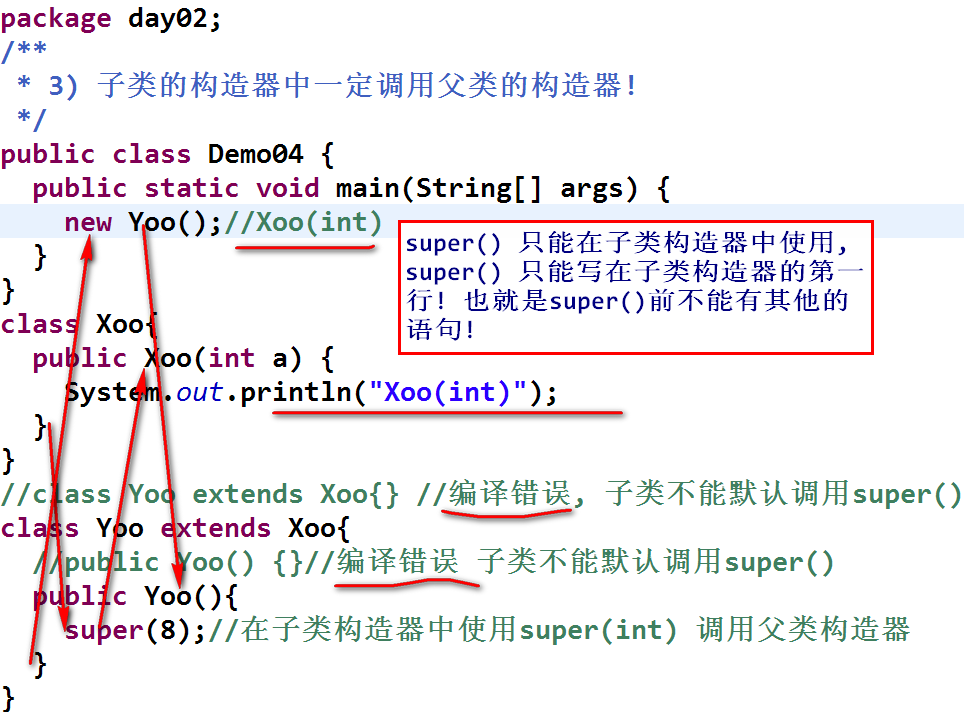 package day02;
/**
 * 3) 子类的构造器中一定调用父类的构造器!
 */
public class Demo04 {
  public static void main(String[] args) {
    new Yoo();//Xoo(int)
  }
}
super() 只能在子类构造器中使用,
super() 只能写在子类构造器的第一
行! 也就是super()前不能有其他的
语句!
class Xoo{
  public Xoo(int a) {
    System.out.println("Xoo(int)");
  }
}
//class Yoo extends Xoo{} //编译错误, 子类不能默认调用super()
class Yoo extends Xoo{
  //public Yoo() {}//编译错误 子类不能默认调用super()
  public Yoo(){
    super(8);//在子类构造器中使用super(int) 调用父类构造器
  }
}